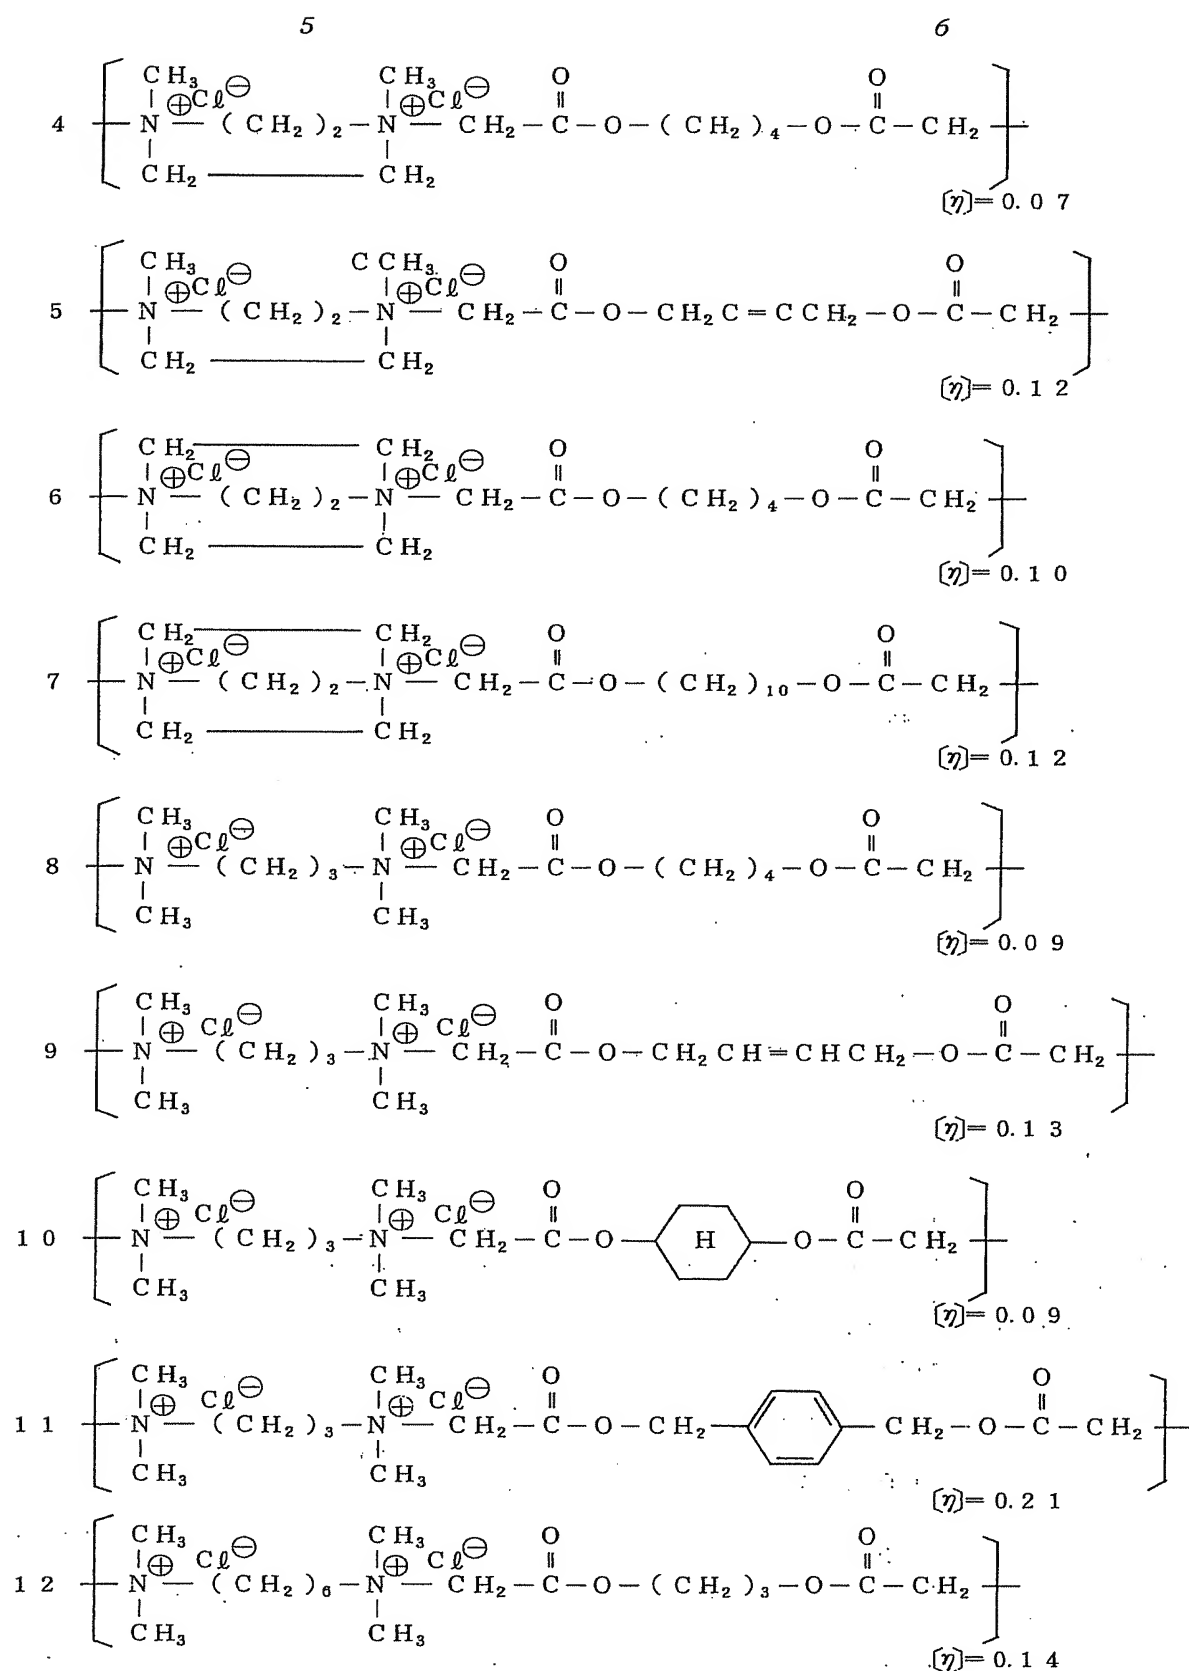 5 6
CH₃ Cl⊖ CH₃ Cl⊖ O O
| ⊕ | ⊕ || ||
4 —N—(CH₂)₂—N—CH₂—C—O—(CH₂)₄—O—C—CH₂—
| |
CH₂———CH₂
[η]=0.07
CH₃ Cl⊖ CCH₃ Cl⊖ O O
| ⊕ | ⊕ || ||
5 —N—(CH₂)₂—N—CH₂—C—O—CH₂C=CCH₂—O—C—CH₂—
| |
CH₂———CH₂
[η]=0.12
CH₂———CH₂ O O
| ⊕Cl⊖ | ⊕Cl⊖ || ||
6 —N—(CH₂)₂—N—CH₂—C—O—(CH₂)₄—O—C—CH₂—
| |
CH₂———CH₂
[η]=0.10
CH₂———CH₂ O O
| ⊕Cl⊖ | ⊕Cl⊖ || ||
7 —N—(CH₂)₂—N—CH₂—C—O—(CH₂)₁₀—O—C—CH₂—
| |
CH₂———CH₂
[η]=0.12
CH₃ CH₃ O O
| ⊕Cl⊖ | ⊕Cl⊖ || ||
8 —N—(CH₂)₃—N—CH₂—C—O—(CH₂)₄—O—C—CH₂—
| |
CH₃ CH₃
[η]=0.09
CH₃ CH₃ O O
| ⊕ Cl⊖ | ⊕ Cl⊖ || ||
9 —N—(CH₂)₃—N—CH₂—C—O—CH₂CH=CHCH₂—O—C—CH₂—
| |
CH₃ CH₃
[η]=0.13
CH₃ CH₃ O O
| ⊕ Cl⊖ | ⊕ Cl⊖ || ||
10 —N—(CH₂)₃—N—CH₂—C—O—H—O—C—CH₂—
| |
CH₃ CH₃
[η]=0.09
CH₃ CH₃ O O
| ⊕ Cl⊖ | ⊕ Cl⊖ || ||
11 —N—(CH₂)₃—N—CH₂—C—O—CH₂— —CH₂—O—C—CH₂—
| |
CH₃ CH₃
[η]=0.21
CH₃ CH₃ O O
| ⊕ Cl⊖ | ⊕ Cl⊖ || ||
12 —N—(CH₂)₆—N—CH₂—C—O—(CH₂)₃—O—C—CH₂—
| |
CH₃ CH₃
[η]=0.14